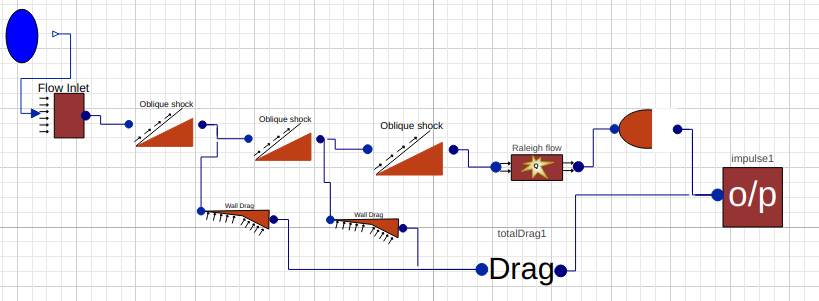 Flow Inlet
Oblique shock
Oblique shock
Oblique shock
Raleigh flow
Q
impulse1
o/p
Wall Drag
Wall Drag
totalDrag1
Drag